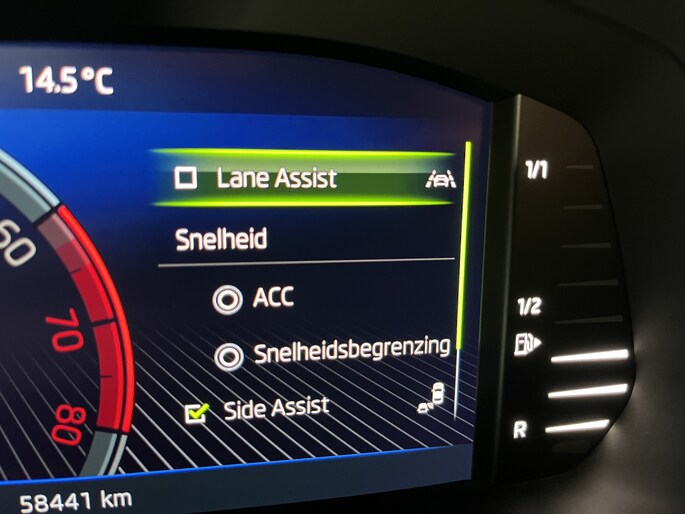 14.5°C
Lane Assist
Snelheid
ACC
Snelheidsbegrenzing
Side Assist
60
70
80
58441 km
1/1
1/2
R